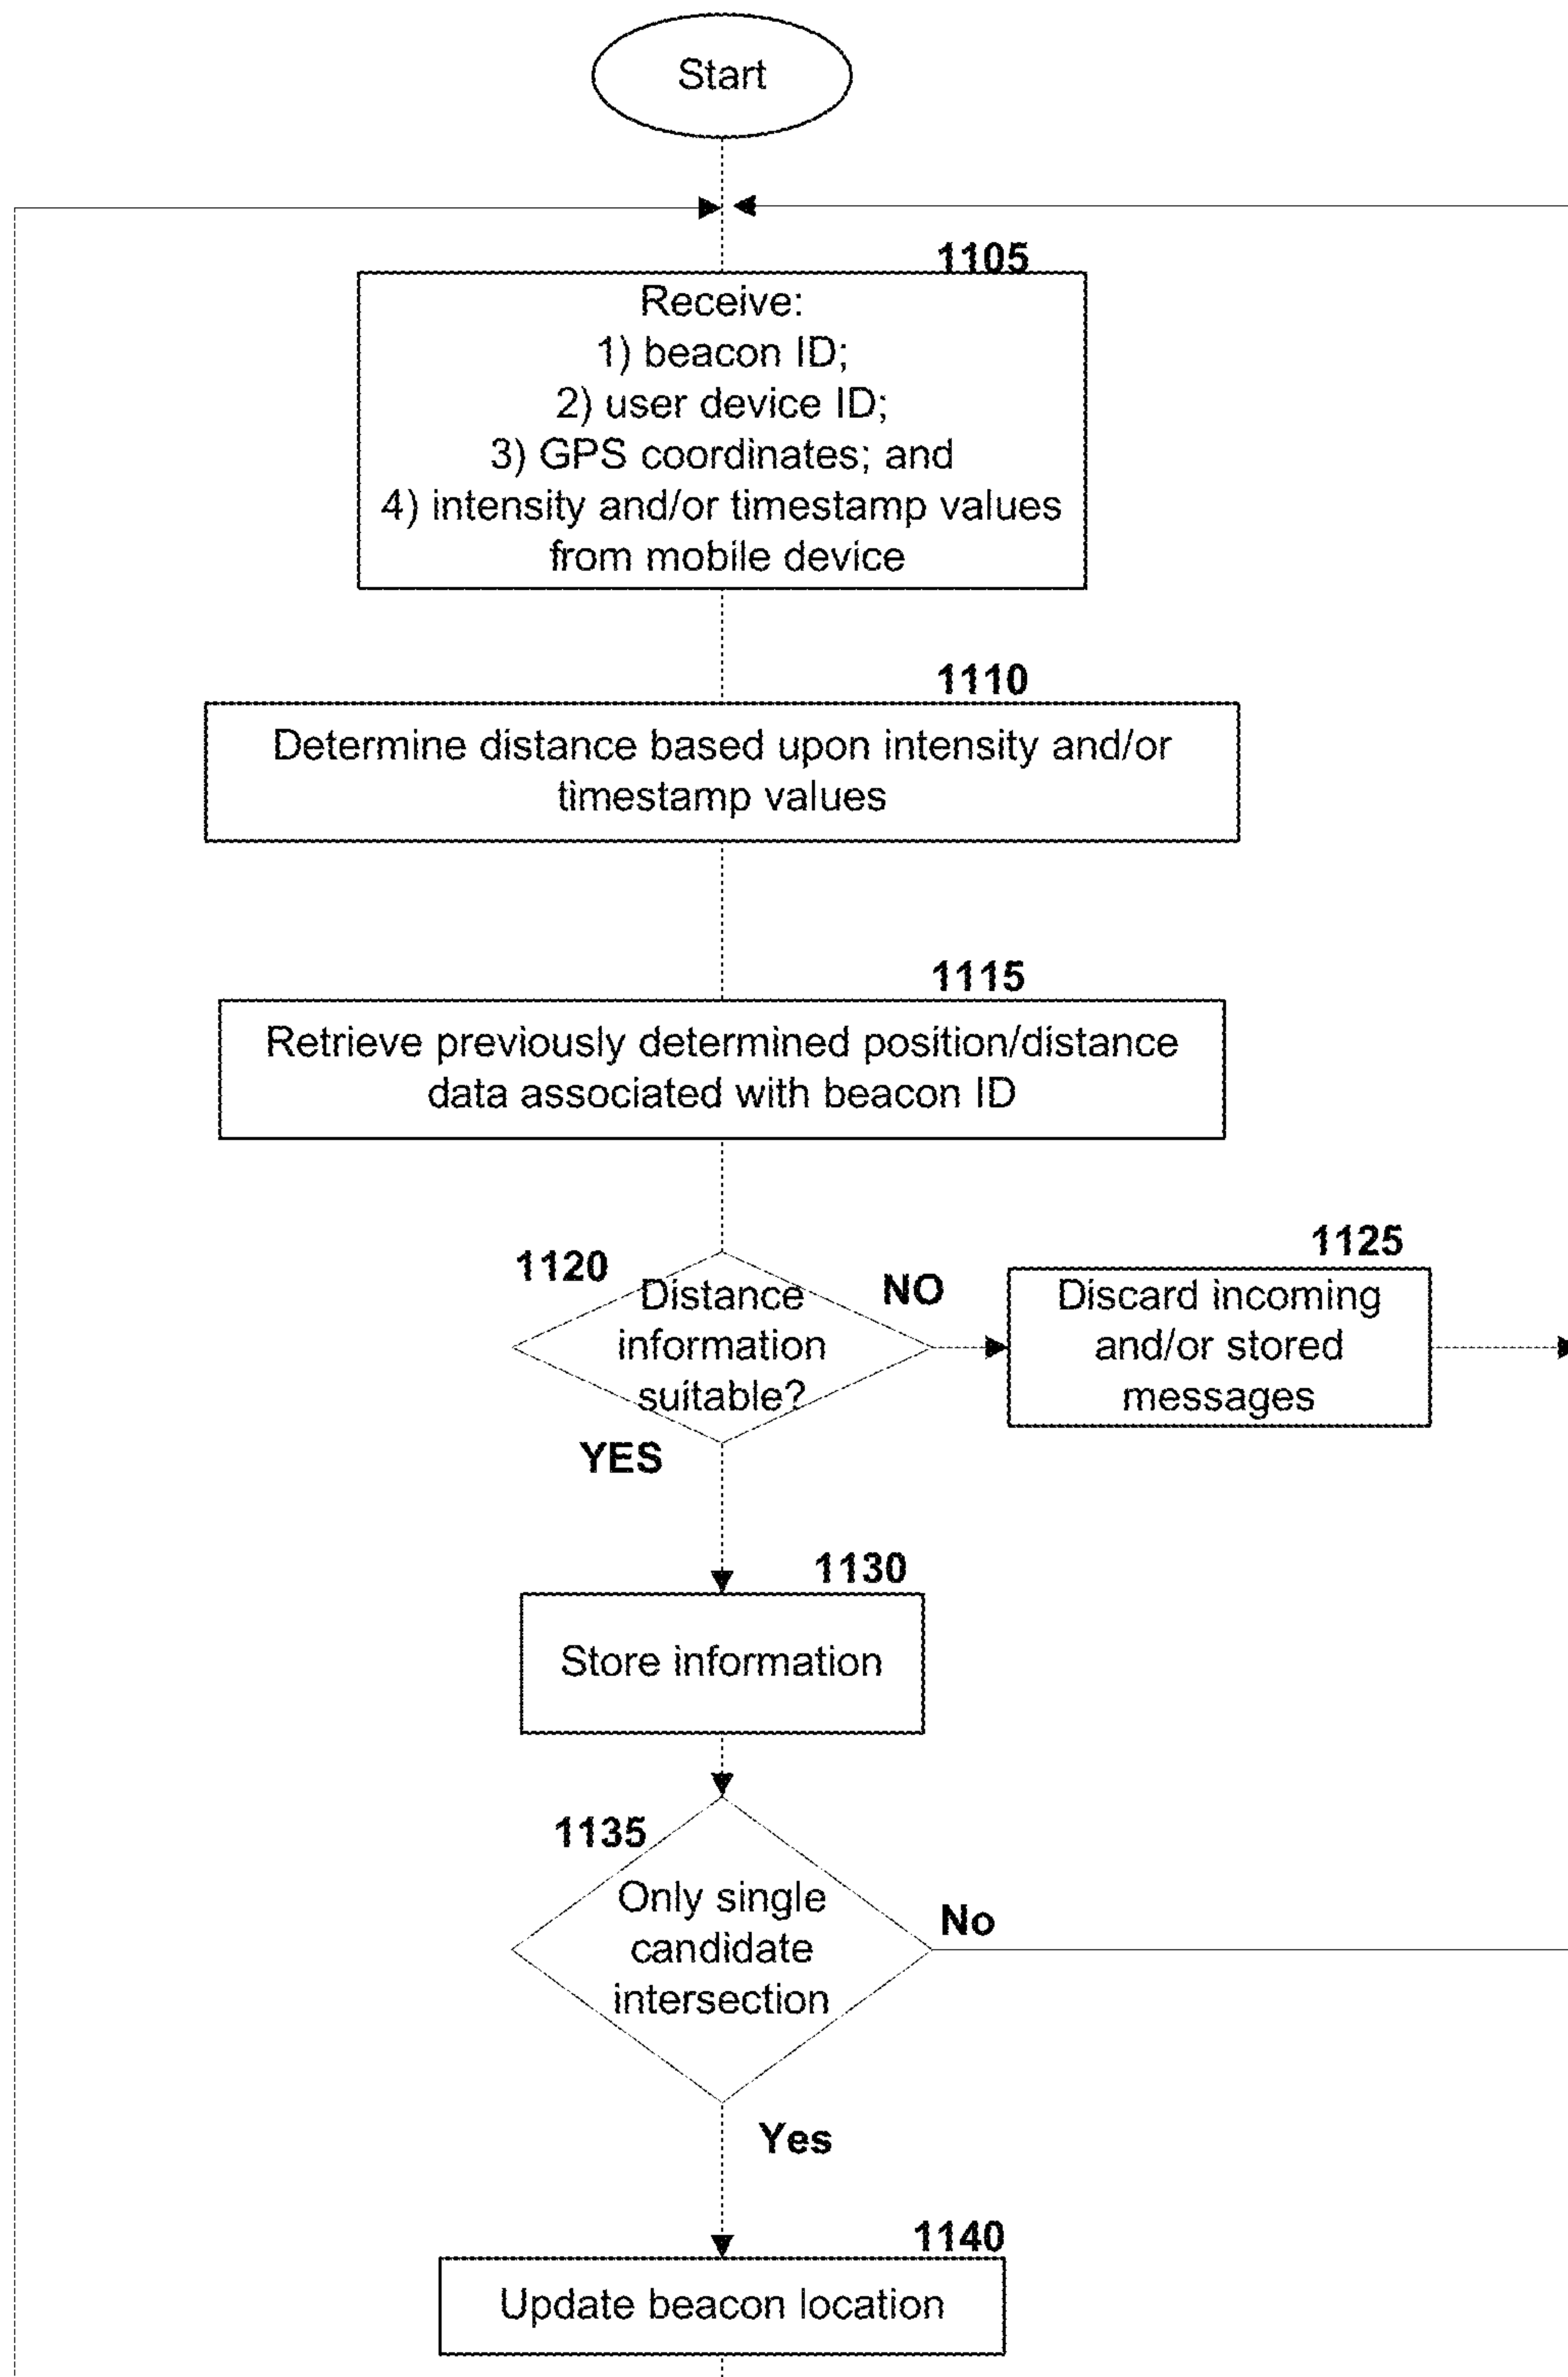 Start
1105
Receive:
1) beacon ID;
2) user device ID;
3) GPS coordinates; and
4) intensity and/or timestamp values
from mobile device
1110
Determine distance based upon intensity and/or
timestamp values
1115
Retrieve previously determined position/distance
data associated with beacon ID
1120
Distance
information
suitable?
NO
1125
Discard incoming
and/or stored
messages
YES
1130
Store information
1135
Only single
candidate
intersection
No
Yes
1140
Update beacon location